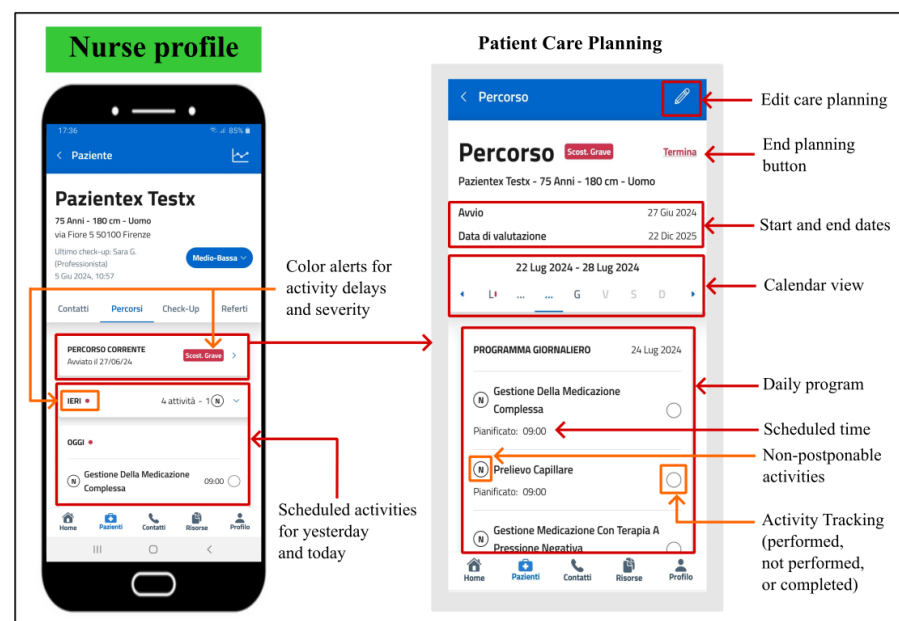 Nurse profile
17:36
85%
< Paziente
Pazientex Testx
75 Anni - 180 cm - Uomo
via Fiore 5 50100 Firenze
Ultimo check-up: Sara G.
(Professionista)
5 Giu 2024, 10:57
Medio-Bassa
Contatti Percorsi Check-Up Referti
PERCORSO CORRENTE
Avviato il 27/06/24
Scost. Grave
IERI
4 attività - 1 N
OGGI
N Gestione Della Medicazione
Complessa
09:00
Home Pazienti Contatti Risorse Profilo
Color alerts for
activity delays
and severity
Scheduled activities
for yesterday
and today
Patient Care Planning
< Percorso
Percorso Scost. Grave Termina
Pazientex Testx - 75 Anni - 180 cm - Uomo
Avvio 27 Giu 2024
Data di valutazione 22 Dic 2025
22 Lug 2024 - 28 Lug 2024
L ... ... G V S D
PROGRAMMA GIORNALIERO 24 Lug 2024
N Gestione Della Medicazione
Complessa
Pianificato: 09:00
N Prelievo Capillare
Pianificato: 09:00
N Gestione Medicazione Con Terapia A
Pressione Negativa
Home Pazienti Contatti Risorse Profilo
Edit care planning
End planning
button
Start and end dates
Calendar view
Daily program
Scheduled time
Non-postponable
activities
Activity Tracking
(performed,
not performed,
or completed)